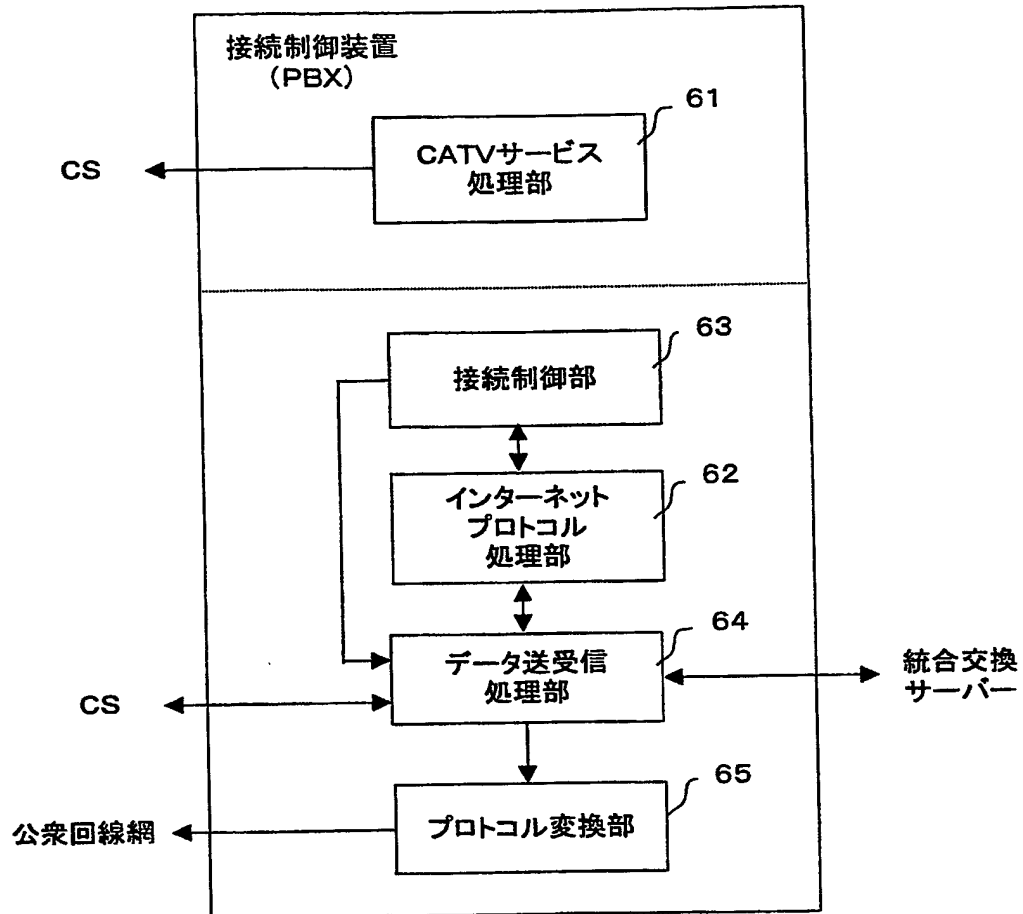 接続制御装置
(PBX)
61
CATVサービス
処理部
CS
63
接続制御部
62
インターネット
プロトコル
処理部
64
データ送受信
処理部
統合交換
サーバー
CS
65
プロトコル変換部
公衆回線網